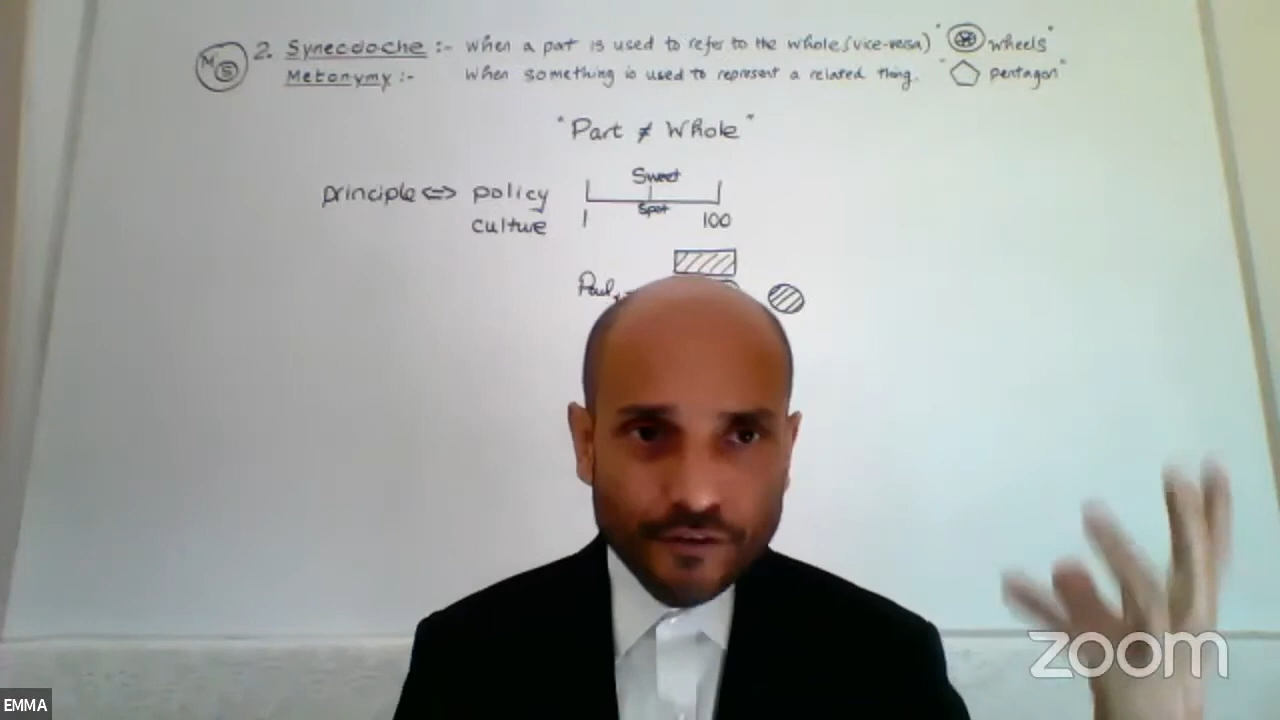 M S 2. Synecdoche :- when a part is used to refer to the whole (vice-versa) " wheels"
Metonymy :- When something is used to represent a related thing. " pentagon"
"Part ≠ Whole"
principle ⇔ policy
culture
Sweet
Spot
1 100
Paul
EMMA
zoom